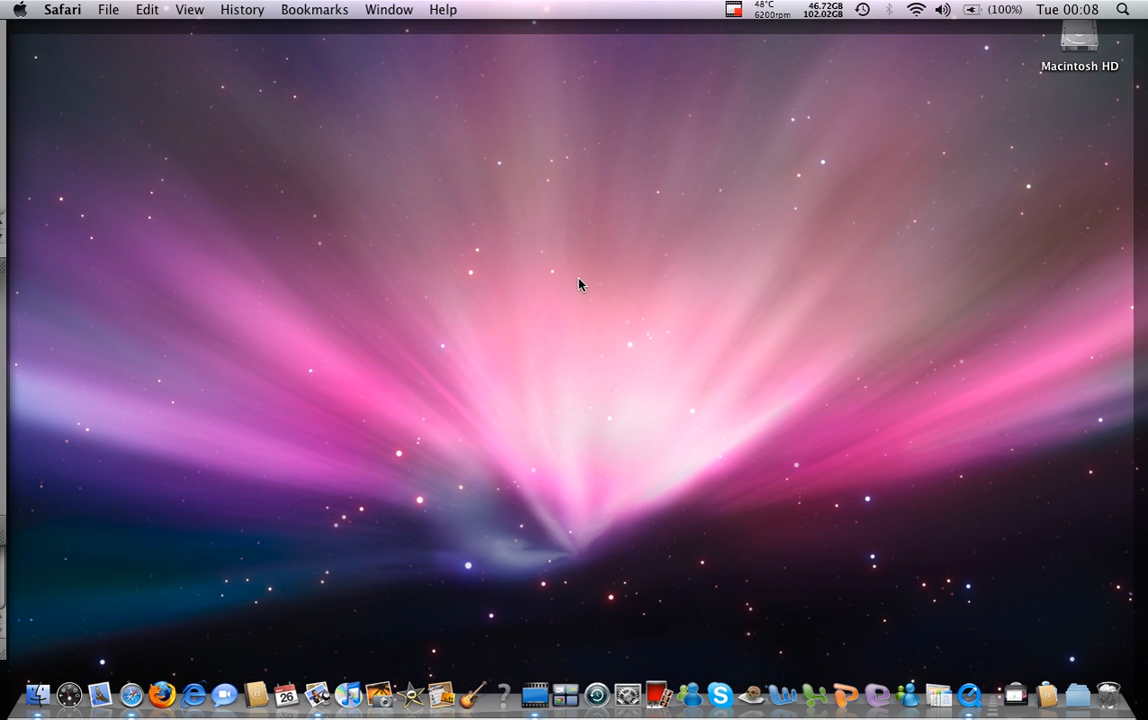 Safari File Edit View History Bookmarks Window Help 48°C 6200rpm 46.72GB 102.02GB (100%) Tue 00:08
Macintosh HD
26